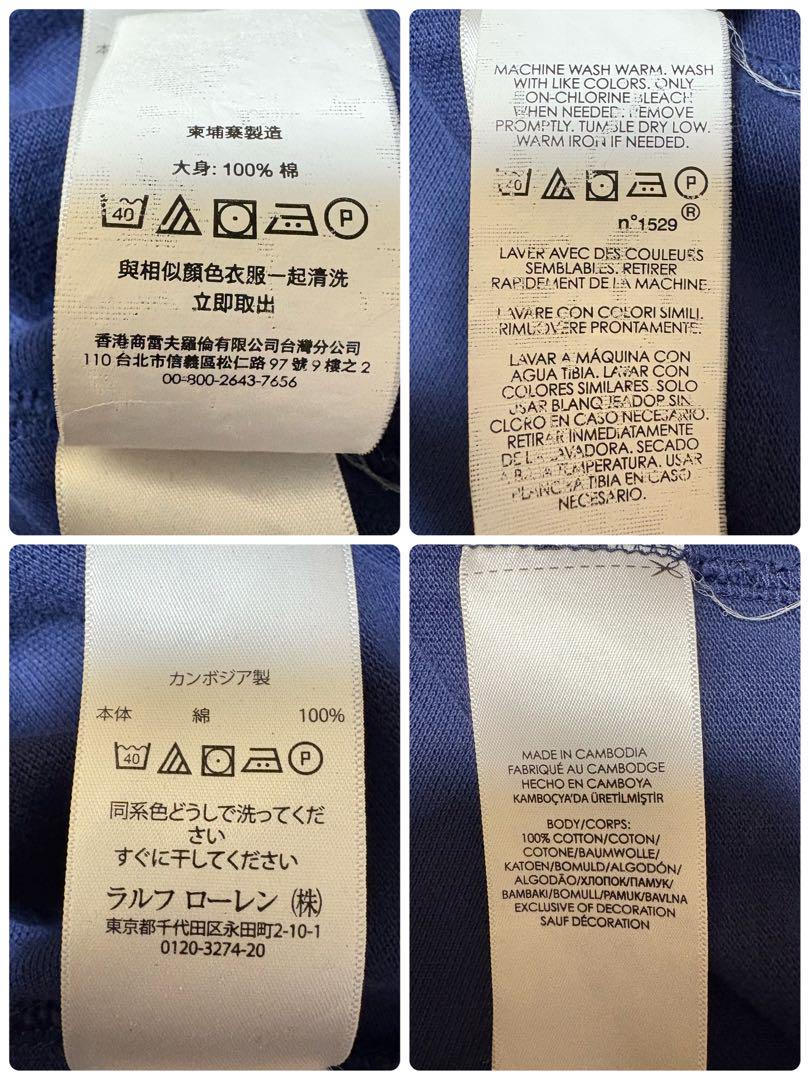 本
柬埔寨製造
大身: 100% 棉
40 P
與相似顏色衣服一起清洗
立即取出
香港商雷夫羅倫有限公司台灣分公司
110 台北市信義區松仁路 97 號 9 樓之 2
00-800-2643-7656
MACHINE WASH WARM. WASH
WITH LIKE COLORS. ONLY
NON-CHLORINE BLEACH
WHEN NEEDED. REMOVE
PROMPTLY. TUMBLE DRY LOW.
WARM IRON IF NEEDED.
40 P
n°1529 ®
LAVER AVEC DES COULEURS
SEMBLABLES. RETIRER
RAPIDEMENT DE LA MACHINE.
LAVARE CON COLORI SIMILI.
RIMUOVERE PRONTAMENTE.
LAVAR A MÁQUINA CON
AGUA TIBIA. LAVAR CON
COLORES SIMILARES. SOLO
USAR BLANQUEADOR SIN
CLORO EN CASO NECESARIO.
RETIRAR INMEDIATAMENTE
DE LA LAVADORA. SECADO
A BAJA TEMPERATURA. USAR
PLANCHA TIBIA EN CASO
NECESARIO.
カンボジア製
本体 綿 100%
40 P
同系色どうしで洗ってくだ
さい
すぐに干してください
ラルフ ローレン (株)
東京都千代田区永田町2-10-1
0120-3274-20
MADE IN CAMBODIA
FABRIQUÉ AU CAMBODGE
HECHO EN CAMBOYA
KAMBOÇYA'DA ÜRETİLMİŞTİR
BODY/CORPS:
100% COTTON/COTON/
COTONE/BAUMWOLLE/
KATOEN/BOMULD/ALGODÓN/
ALGODÃO/ХЛОПОК/ПАМУК/
BAMBAKI/BOMULL/PAMUK/BAVLNA
EXCLUSIVE OF DECORATION
SAUF DÉCORATION